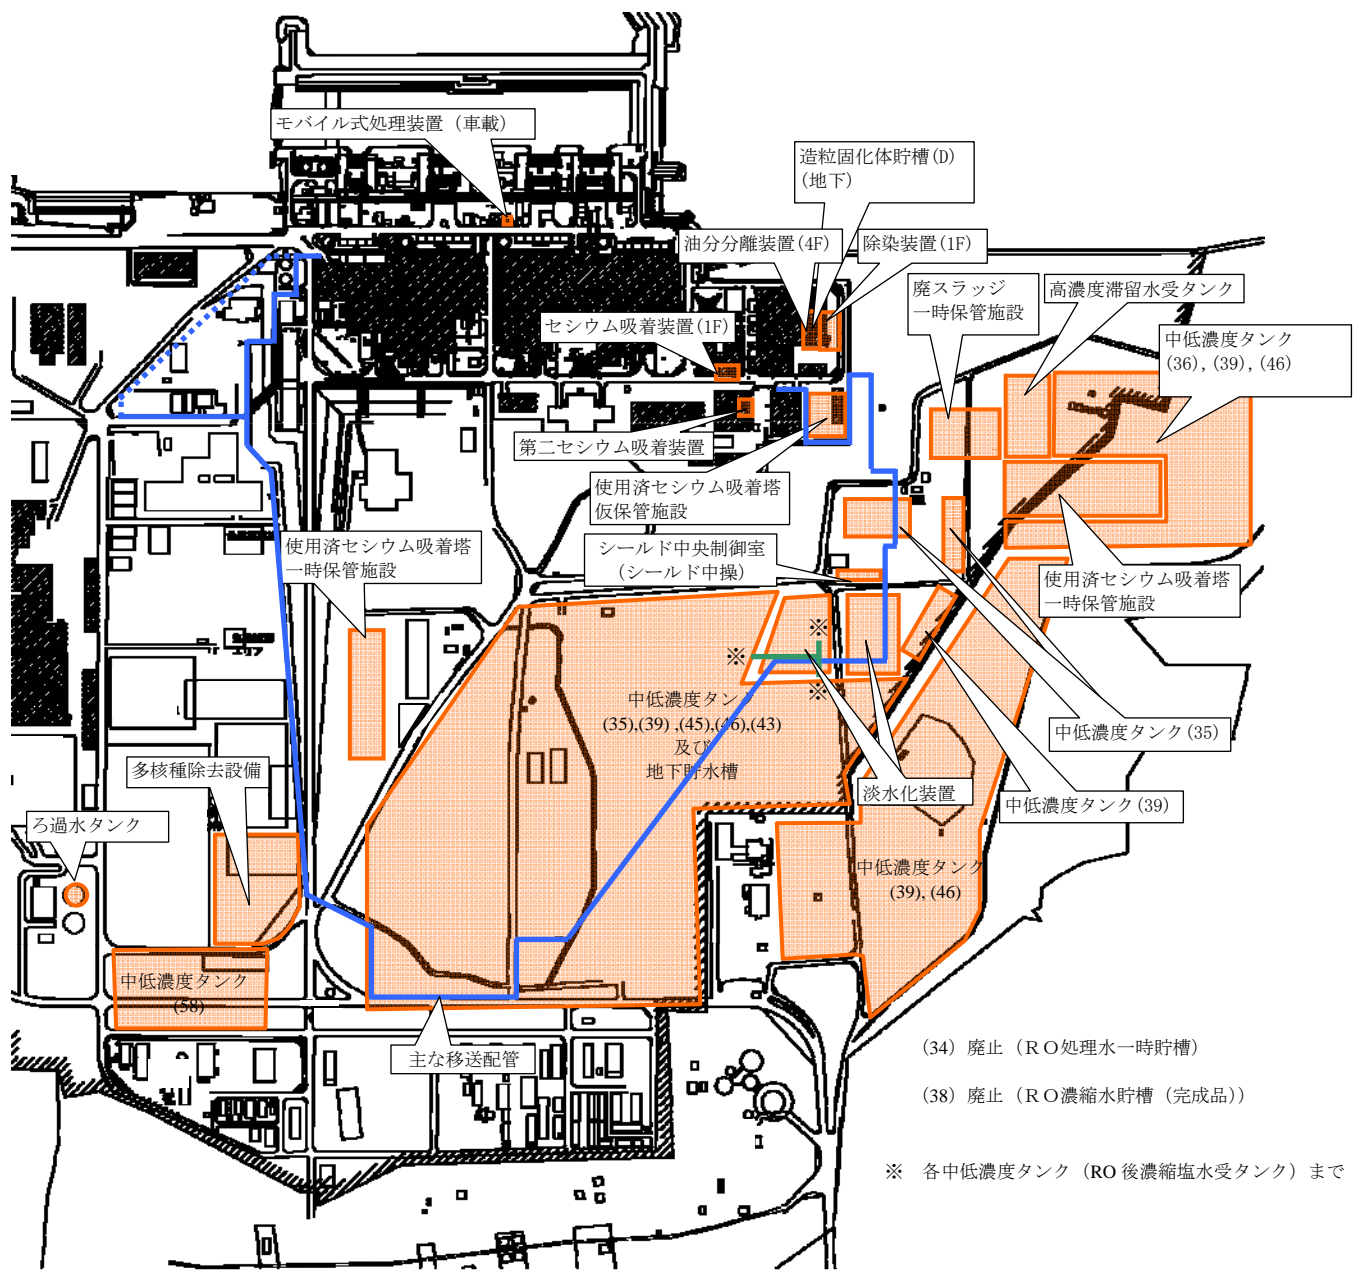 モバイル式処理装置（車載）
造粒固化体貯槽(D)
(地下)
油分分離装置(4F)
除染装置(1F)
廃スラッジ
一時保管施設
高濃度滞留水受タンク
中低濃度タンク
(36),(39),(46)
セシウム吸着装置(1F)
第二セシウム吸着装置
使用済セシウム吸着塔
仮保管施設
シールド中央制御室
(シールド中操)
使用済セシウム吸着塔
一時保管施設
使用済セシウム吸着塔
一時保管施設
※
※
※
中低濃度タンク
(35),(39),(45),(46),(43)
及び
地下貯水槽
中低濃度タンク(35)
淡水化装置
中低濃度タンク(39)
多核種除去設備
ろ過水タンク
中低濃度タンク
(39), (46)
中低濃度タンク
(58)
主な移送配管
(34) 廃止（ＲＯ処理水一時貯槽）
(38) 廃止（ＲＯ濃縮水貯槽（完成品））
※　各中低濃度タンク（RO 後濃縮塩水受タンク）まで